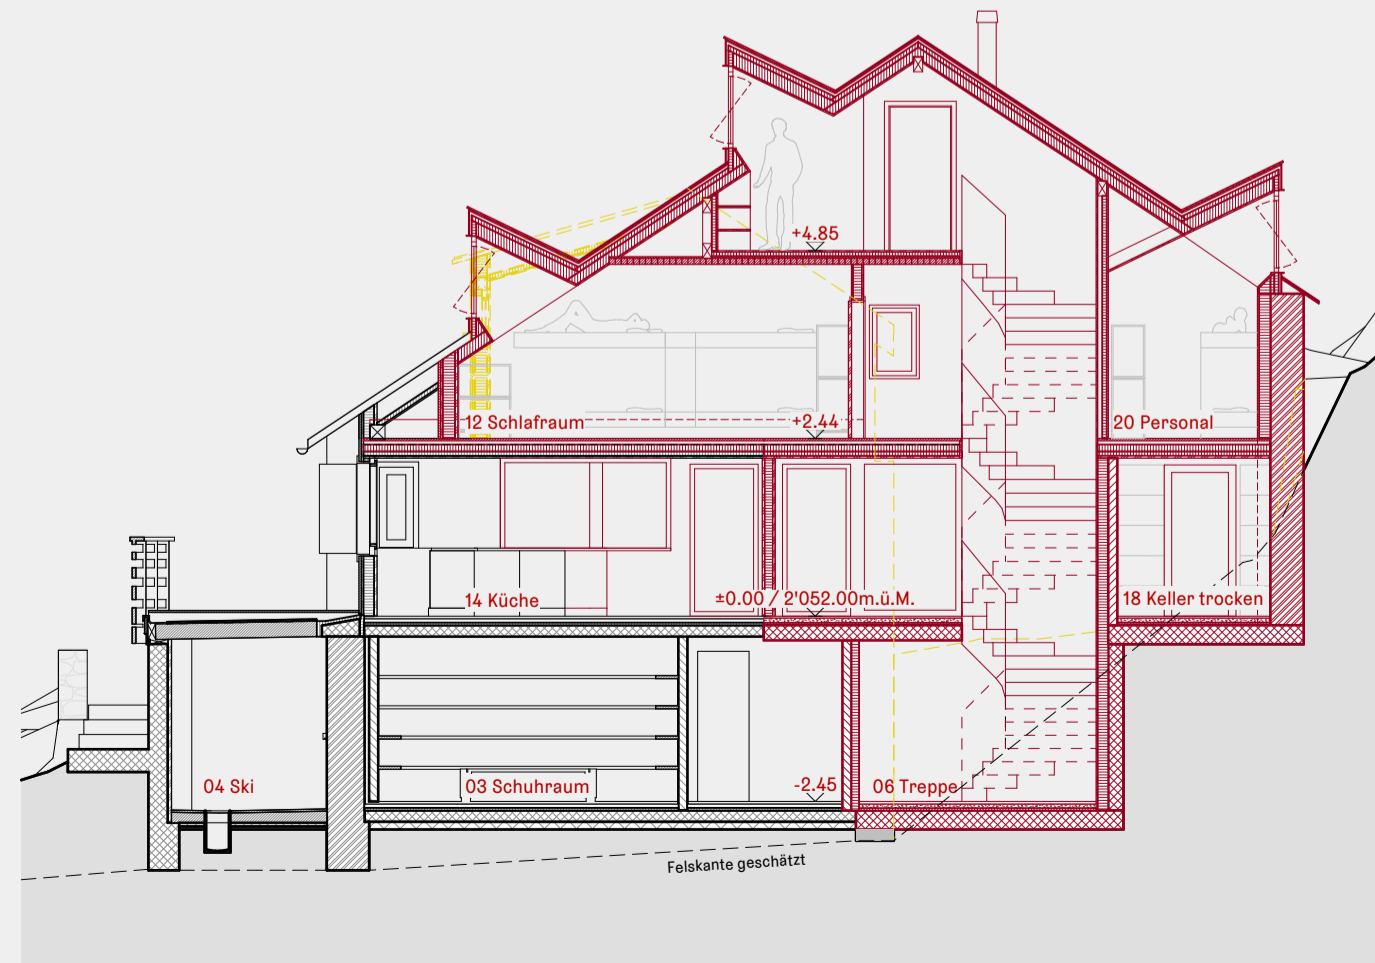 +4.85
12 Schlafraum
+2.44
20 Personal
14 Küche
±0.00 / 2'052.00m.ü.M.
18 Keller trocken
04 Ski
03 Schuhraum
-2.45
06 Treppe
Felskante geschätzt